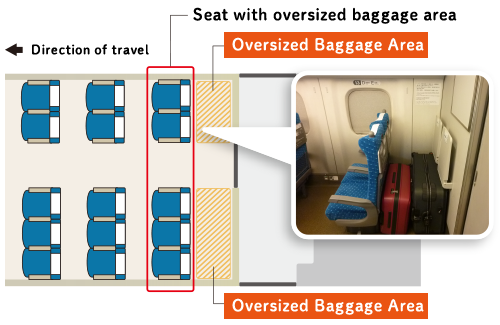 Seat with oversized baggage area
Oversized Baggage Area
Direction of travel
Oversized Baggage Area